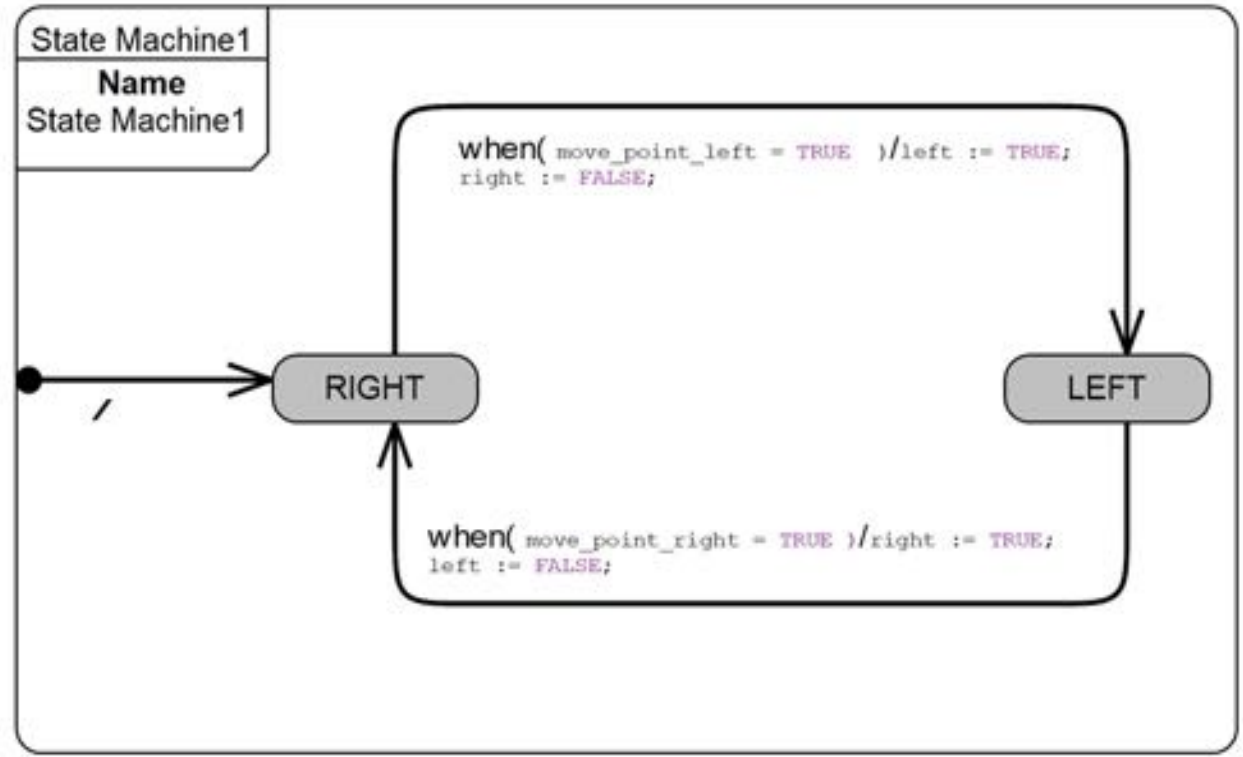 State Machine1
Name
State Machine1
when( move_point_left = TRUE )/left := TRUE;
right := FALSE;
RIGHT
LEFT
/
when( move_point_right = TRUE )/right := TRUE;
left := FALSE;